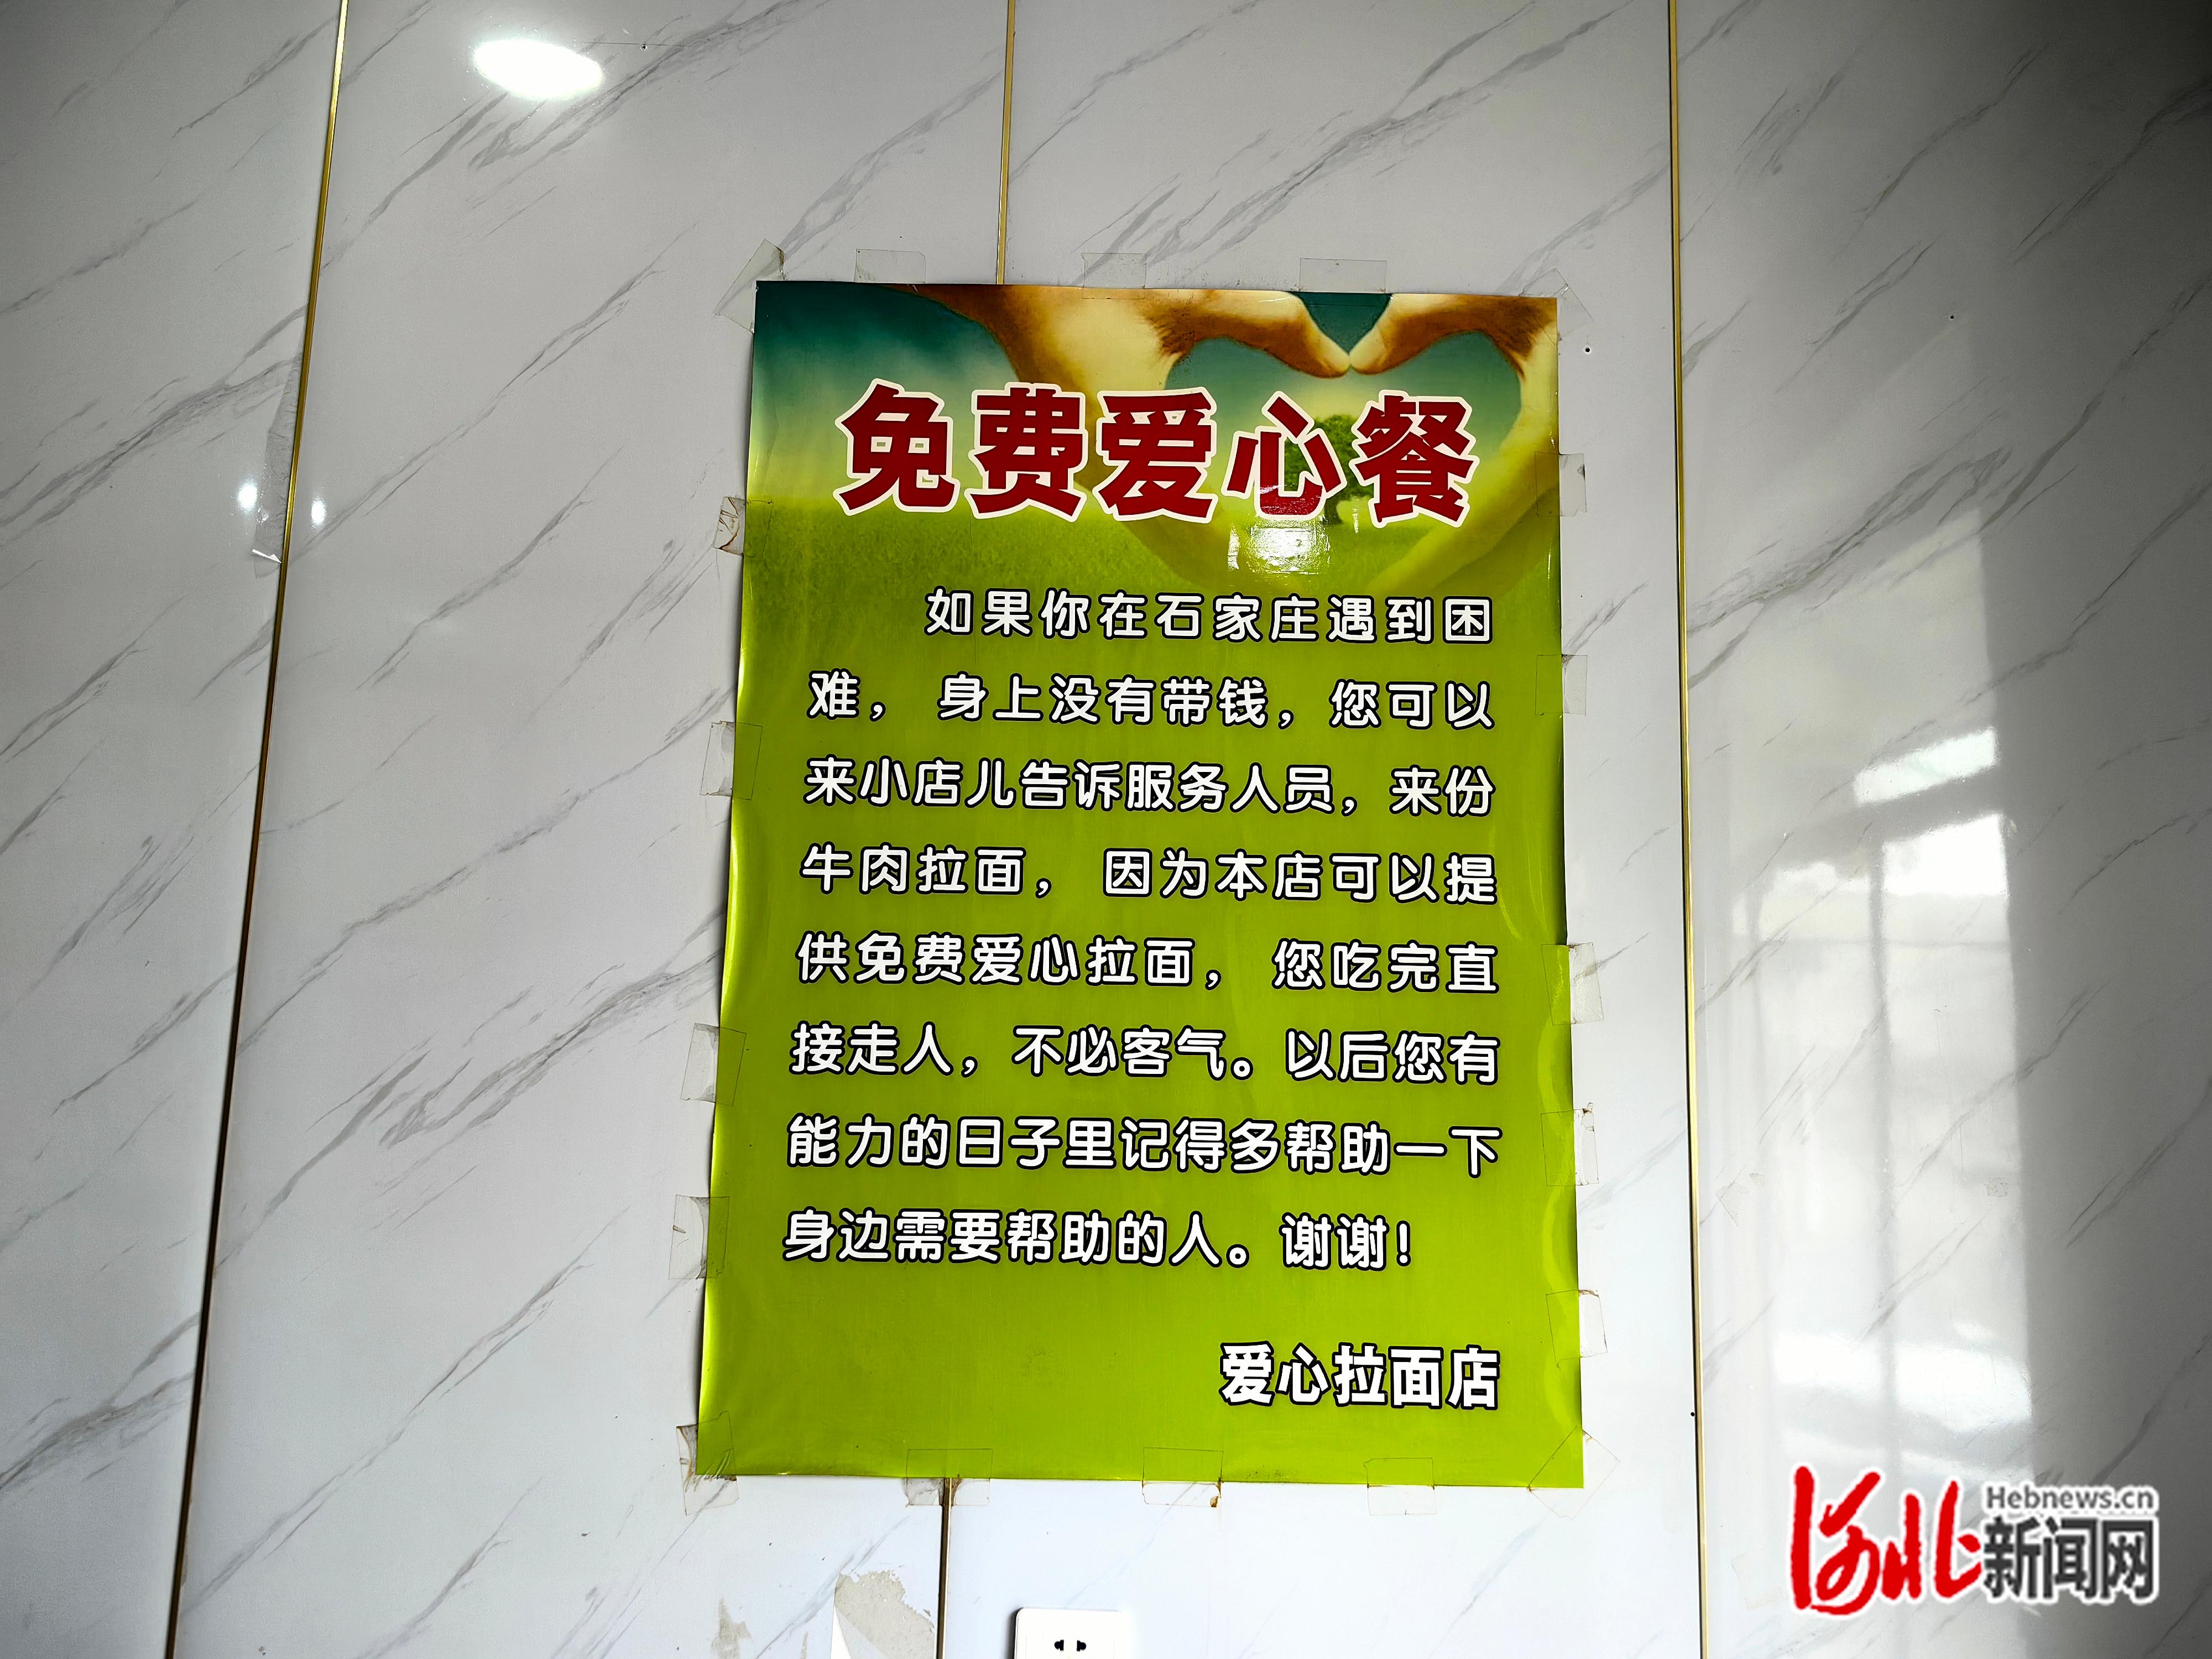 免费爱心餐
如果你在石家庄遇到困
难， 身上没有带钱，您可以
来小店儿告诉服务人员，来份
牛肉拉面， 因为本店可以提
供免费爱心拉面， 您吃完直
接走人，不必客气。以后您有
能力的日子里记得多帮助一下
身边需要帮助的人。谢谢！
爱心拉面店
河北
Hebnews.cn
新闻网